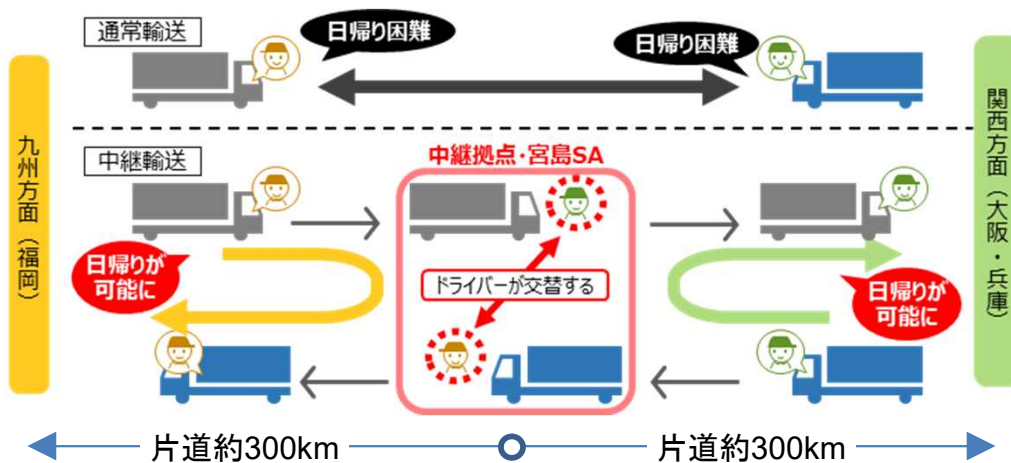 通常輸送
日帰り困難
日帰り困難
九州方面（福岡）
関西方面（大阪・兵庫）
中継輸送
中継拠点・宮島SA
日帰りが
可能に
ドライバーが交替する
日帰りが
可能に
片道約300km
片道約300km